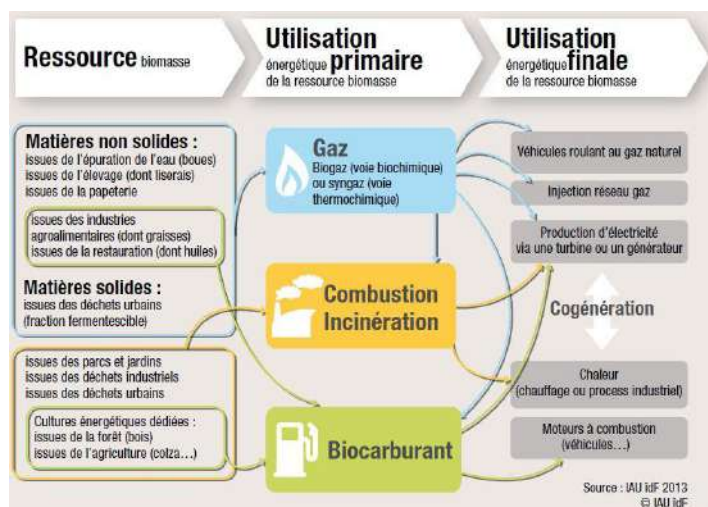 Ressource biomasse
Utilisation
énergétique primaire
de la ressource biomasse
Utilisation
énergétique finale
de la ressource biomasse
Matières non solides :
issues de l'épuration de l'eau (boues)
issues de l'élevage (dont liserais)
issues de la papeterie
issues des industries
agroalimentaires (dont graisses)
issues de la restauration (dont huiles)
Matières solides :
issues des déchets urbains
(fraction fermentescible)
issues des parcs et jardins
issues des déchets industriels
issues des déchets urbains
Cultures énergétiques dédiées :
issues de la forêt (bois)
issues de l'agriculture (colza...)
Gaz
Biogaz (voie biochimique)
ou syngaz (voie
thermochimique)
Combustion
Incinération
Biocarburant
Véhicules roulant au gaz naturel
Injection réseau gaz
Production d'électricité
via une turbine ou un générateur
Cogénération
Chaleur
(chauffage ou process industriel)
Moteurs à combustion
(véhicules...)
Source : IAU îdF 2013
© IAU îdF